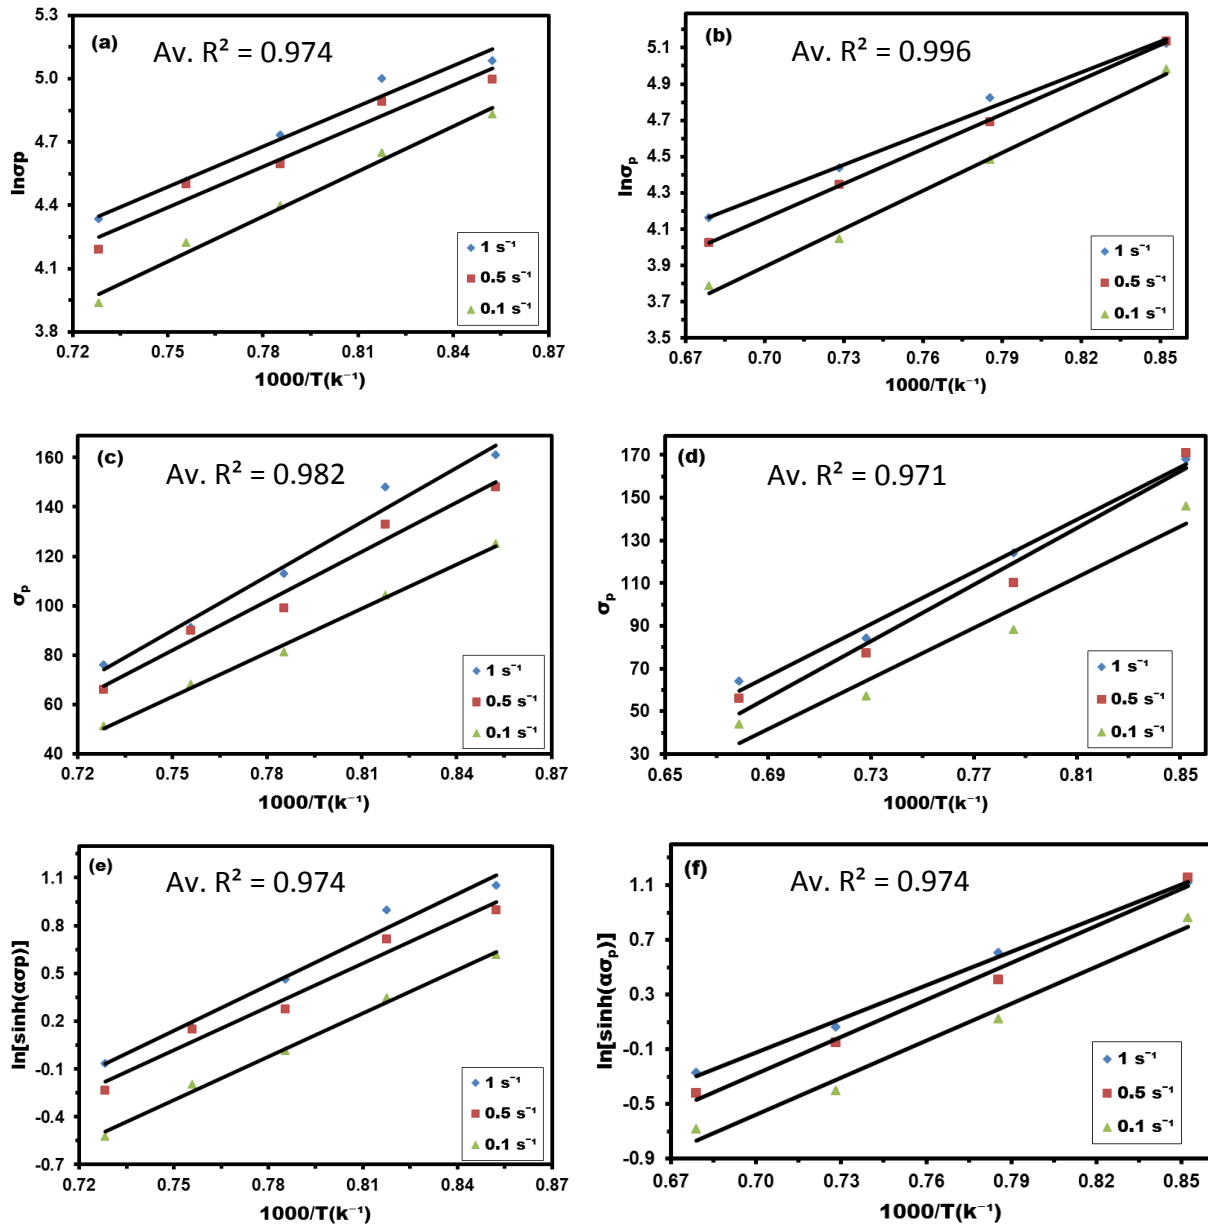 (a) Av. R² = 0.974
5.3
5.0
4.7
4.4
4.1
3.8
lnσp
1 s⁻¹
0.5 s⁻¹
0.1 s⁻¹
0.72 0.75 0.78 0.81 0.84 0.87
1000/T(k⁻¹)
(b) Av. R² = 0.996
5.1
4.9
4.7
4.5
4.3
4.1
3.9
3.7
3.5
lnσₚ
1 s⁻¹
0.5 s⁻¹
0.1 s⁻¹
0.67 0.70 0.73 0.76 0.79 0.82 0.85
1000/T(k⁻¹)
(c) Av. R² = 0.982
160
140
120
100
80
60
40
σₚ
1 s⁻¹
0.5 s⁻¹
0.1 s⁻¹
0.72 0.75 0.78 0.81 0.84 0.87
1000/T(k⁻¹)
(d) Av. R² = 0.971
170
150
130
110
90
70
50
30
σₚ
1 s⁻¹
0.5 s⁻¹
0.1 s⁻¹
0.65 0.69 0.73 0.77 0.81 0.85
1000/T(k⁻¹)
(e) Av. R² = 0.974
1.1
0.8
0.5
0.2
-0.1
-0.4
-0.7
ln[sinh(ασp)]
1 s⁻¹
0.5 s⁻¹
0.1 s⁻¹
0.72 0.75 0.78 0.81 0.84 0.87
1000/T(k⁻¹)
(f) Av. R² = 0.974
1.1
0.7
0.3
-0.1
-0.5
-0.9
ln[sinh(ασₚ)]
1 s⁻¹
0.5 s⁻¹
0.1 s⁻¹
0.67 0.70 0.73 0.76 0.79 0.82 0.85
1000/T(k⁻¹)